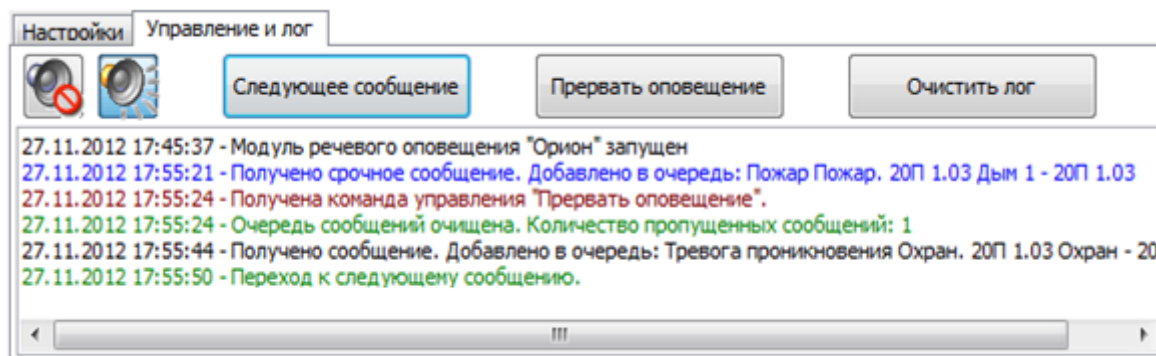 Настройки Управление и лог
Следующее сообщение Прервать оповещение Очистить лог
27.11.2012 17:45:37 - Модуль речевого оповещения "Орион" запущен
27.11.2012 17:55:21 - Получено срочное сообщение. Добавлено в очередь: Пожар Пожар. 20П 1.03 Дым 1 - 20П 1.03
27.11.2012 17:55:24 - Получена команда управления "Прервать оповещение".
27.11.2012 17:55:24 - Очередь сообщений очищена. Количество пропущенных сообщений: 1
27.11.2012 17:55:44 - Получено сообщение. Добавлено в очередь: Тревога проникновения Охран. 20П 1.03 Охран - 20
27.11.2012 17:55:50 - Переход к следующему сообщению.